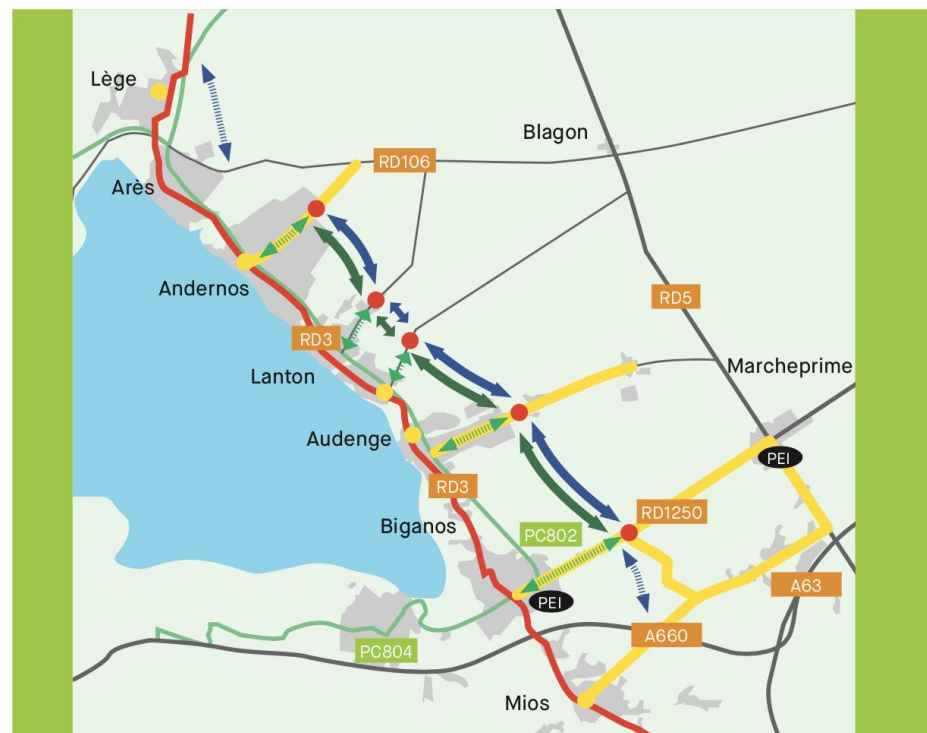 Lège
Blagon
RD106
Arès
Andernos
RD5
RD3
Marcheprime
Lanton
Audenge
PEI
RD3
RD1250
Biganos
PC802
A63
PEI
A660
PC804
Mios